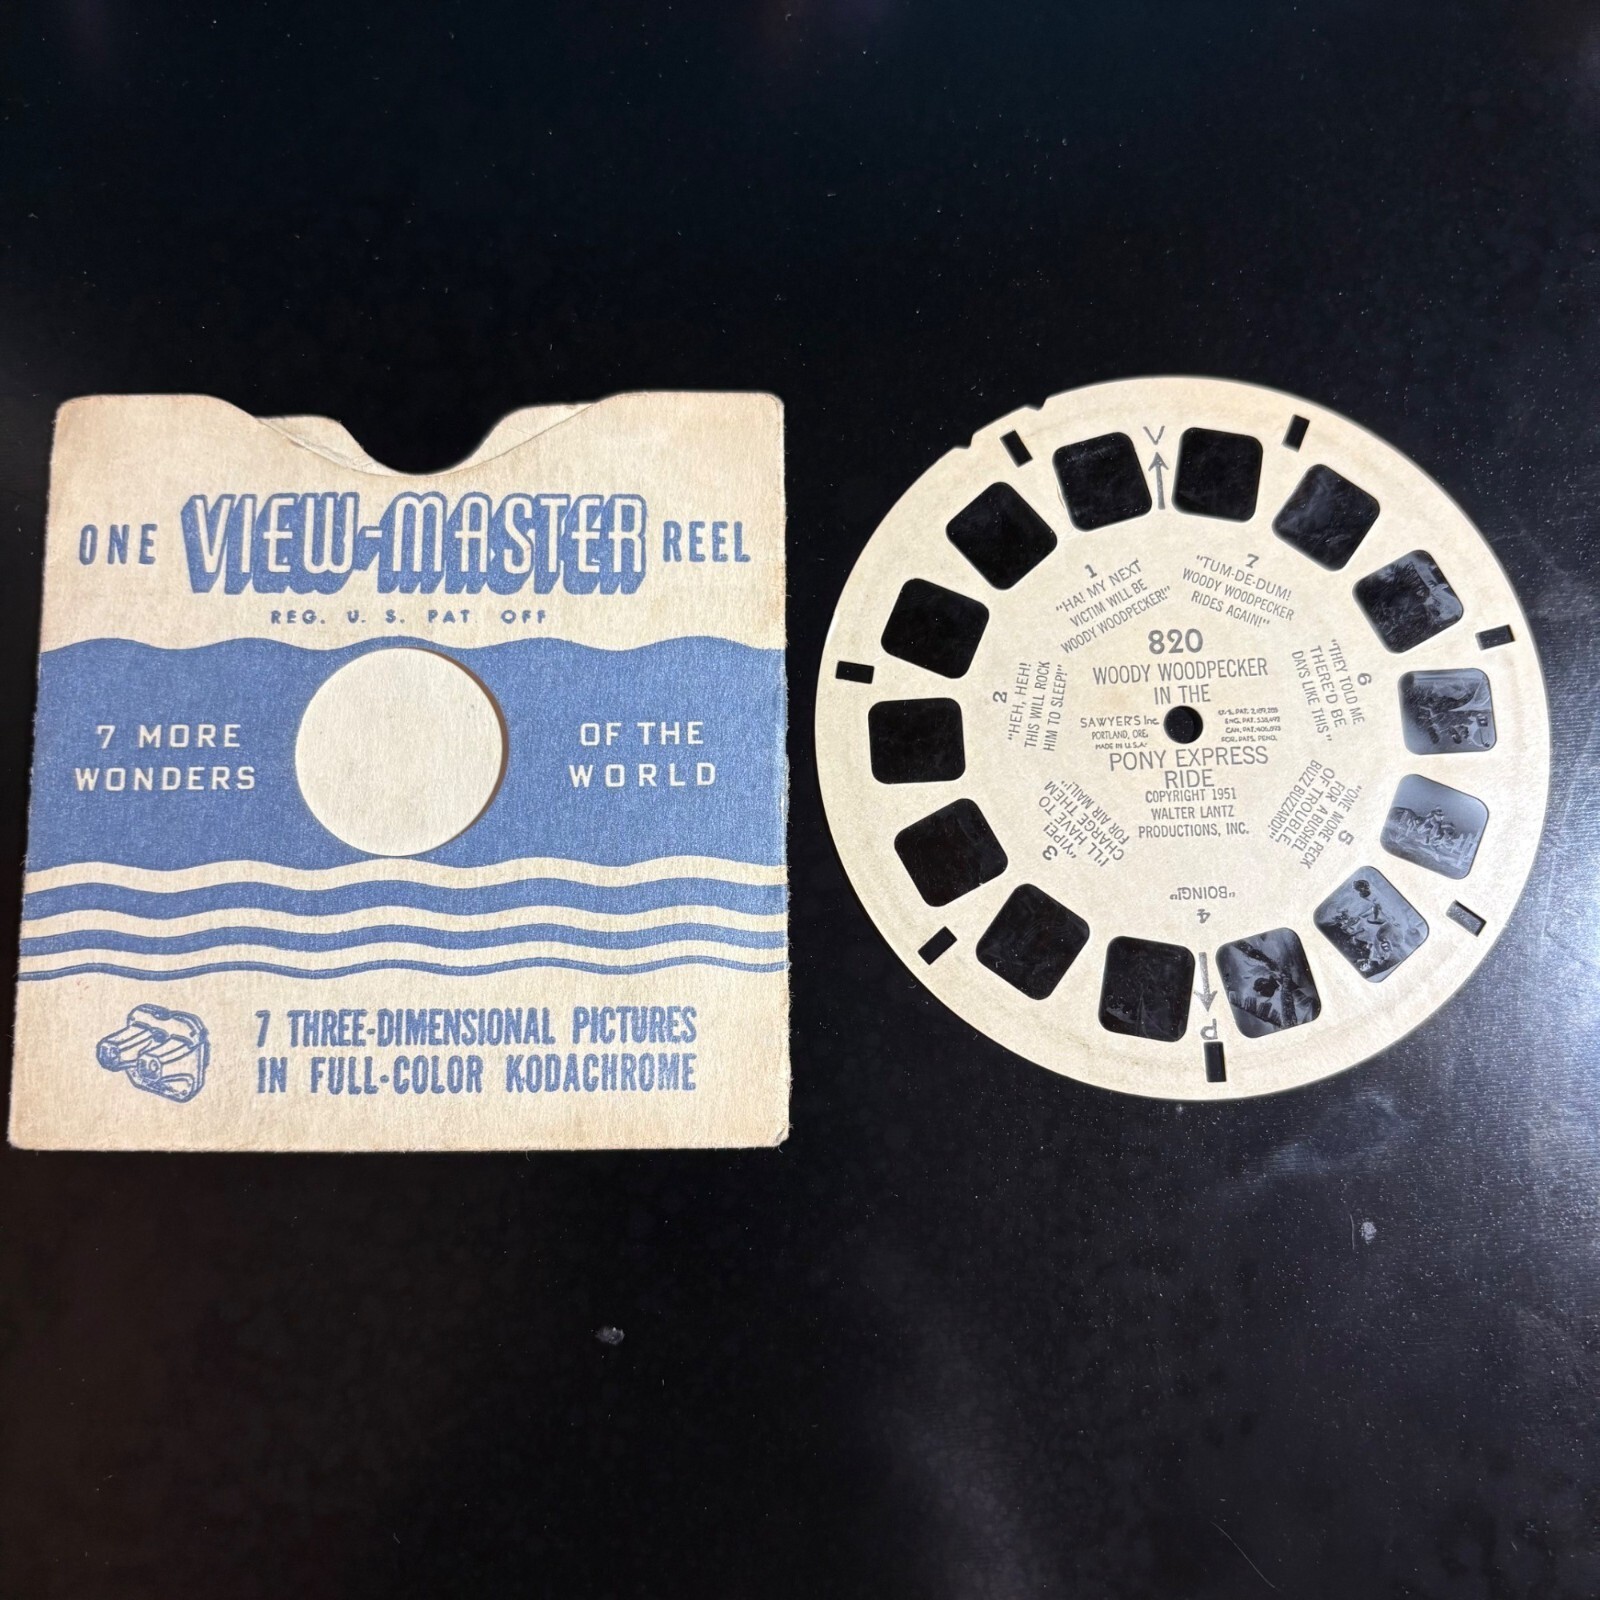 ONE VIEW-MASTER REEL
REG. U. S. PAT. OFF
7 MORE
WONDERS
OF THE
WORLD
7 THREE-DIMENSIONAL PICTURES
IN FULL-COLOR KODACHROME
V
1
"HA! MY NEXT
VICTIM WILL BE
WOODY WOODPECKER!"
7
"TUM-DE-DUM!
WOODY WOODPECKER
RIDES AGAIN!"
2
"HEH, HEH!
THIS WILL ROCK
HIM TO SLEEP!"
6
"THEY TOLD ME
THERE'D BE
DAYS LIKE THIS"
820
WOODY WOODPECKER
IN THE
SAWYER'S Inc.
PORTLAND, ORE.
MADE IN U.S.A.
PONY EXPRESS
RIDE
COPYRIGHT 1951
WALTER LANTZ
PRODUCTIONS, INC.
3
"YIPE!
I'LL HAVE TO
CHARGE THEM
FOR AIR MAIL!"
5
"ONE MORE PECK
FOR A BUSHEL
OF TROUBLE,
BUZZ BUZZARD!"
4
"BOING!"
P